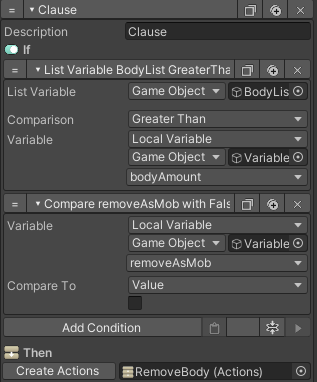 Clause
Description Clause
If
List Variable BodyList GreaterTha
List Variable Game Object BodyLis
Comparison Greater Than
Variable Local Variable
Game Object Variable
bodyAmount
Compare removeAsMob with Fals
Variable Local Variable
Game Object Variable
removeAsMob
Compare To Value
Add Condition
Then
Create Actions RemoveBody (Actions)